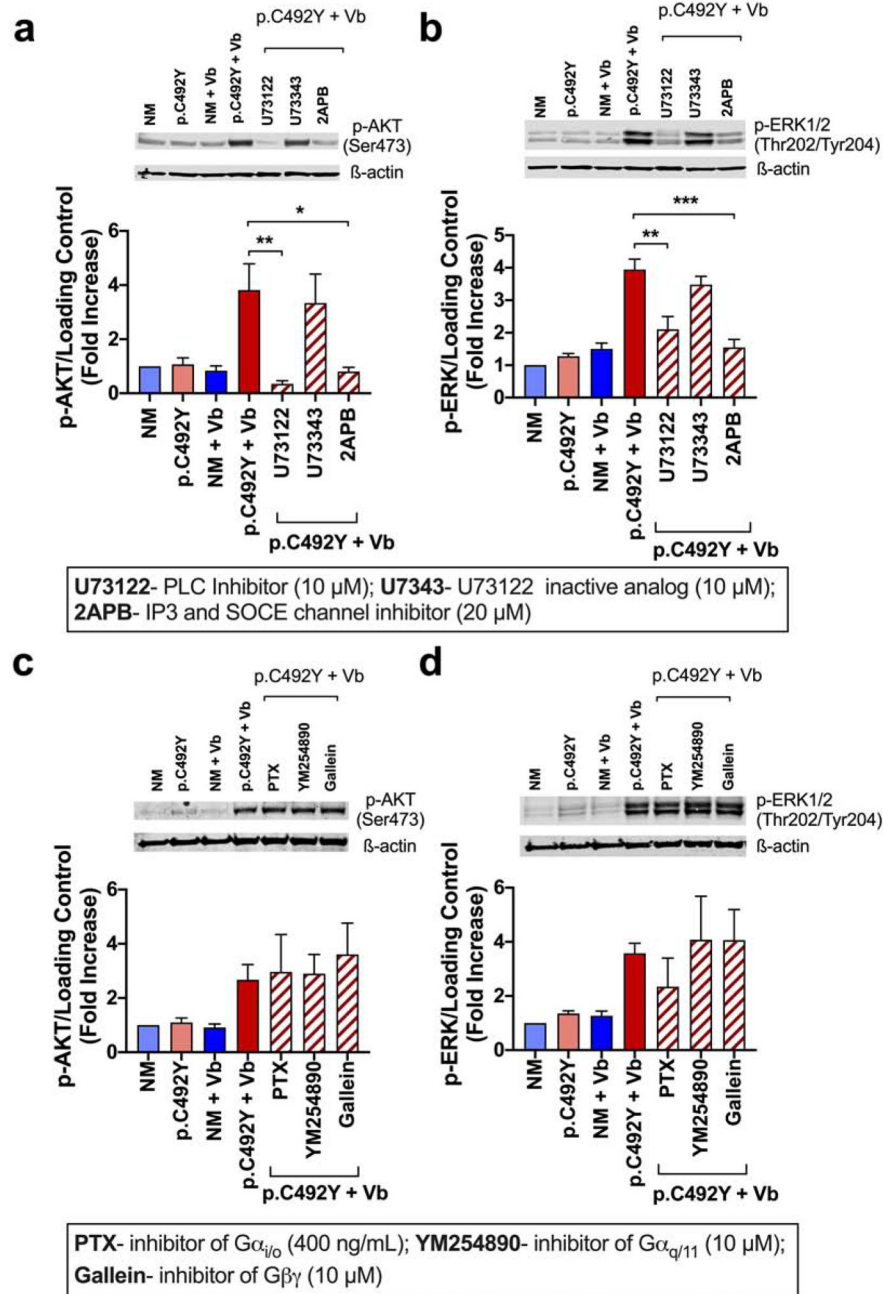 a
p.C492Y + Vb
NM
p.C492Y
NM + Vb
p.C492Y + Vb
U73122
U73343
2APB
p-AKT
(Ser473)
ß-actin
**
*
p-AKT/Loading Control
(Fold Increase)
6
4
2
0
NM
p.C492Y
NM + Vb
p.C492Y + Vb
U73122
U73343
2APB
p.C492Y + Vb
b
p.C492Y + Vb
NM
p.C492Y
NM + Vb
p.C492Y + Vb
U73122
U73343
2APB
p-ERK1/2
(Thr202/Tyr204)
ß-actin
***
**
p-ERK/Loading Control
(Fold Increase)
5
4
3
2
1
0
NM
p.C492Y
NM + Vb
p.C492Y + Vb
U73122
U73343
2APB
p.C492Y + Vb
U73122- PLC Inhibitor (10 µM); U7343- U73122 inactive analog (10 µM);
2APB- IP3 and SOCE channel inhibitor (20 µM)
c
p.C492Y + Vb
NM
p.C492Y
NM + Vb
p.C492Y + Vb
PTX
YM254890
Gallein
p-AKT
(Ser473)
ß-actin
p-AKT/Loading Control
(Fold Increase)
6
4
2
0
NM
p.C492Y
NM + Vb
p.C492Y + Vb
PTX
YM254890
Gallein
p.C492Y + Vb
d
p.C492Y + Vb
NM
p.C492Y
NM + Vb
p.C492Y + Vb
PTX
YM254890
Gallein
p-ERK1/2
(Thr202/Tyr204)
ß-actin
p-ERK/Loading Control
(Fold Increase)
6
4
2
0
NM
p.C492Y
NM + Vb
p.C492Y + Vb
PTX
YM254890
Gallein
p.C492Y + Vb
PTX- inhibitor of Gαi/o (400 ng/mL); YM254890- inhibitor of Gαq/11 (10 µM);
Gallein- inhibitor of Gβγ (10 µM)